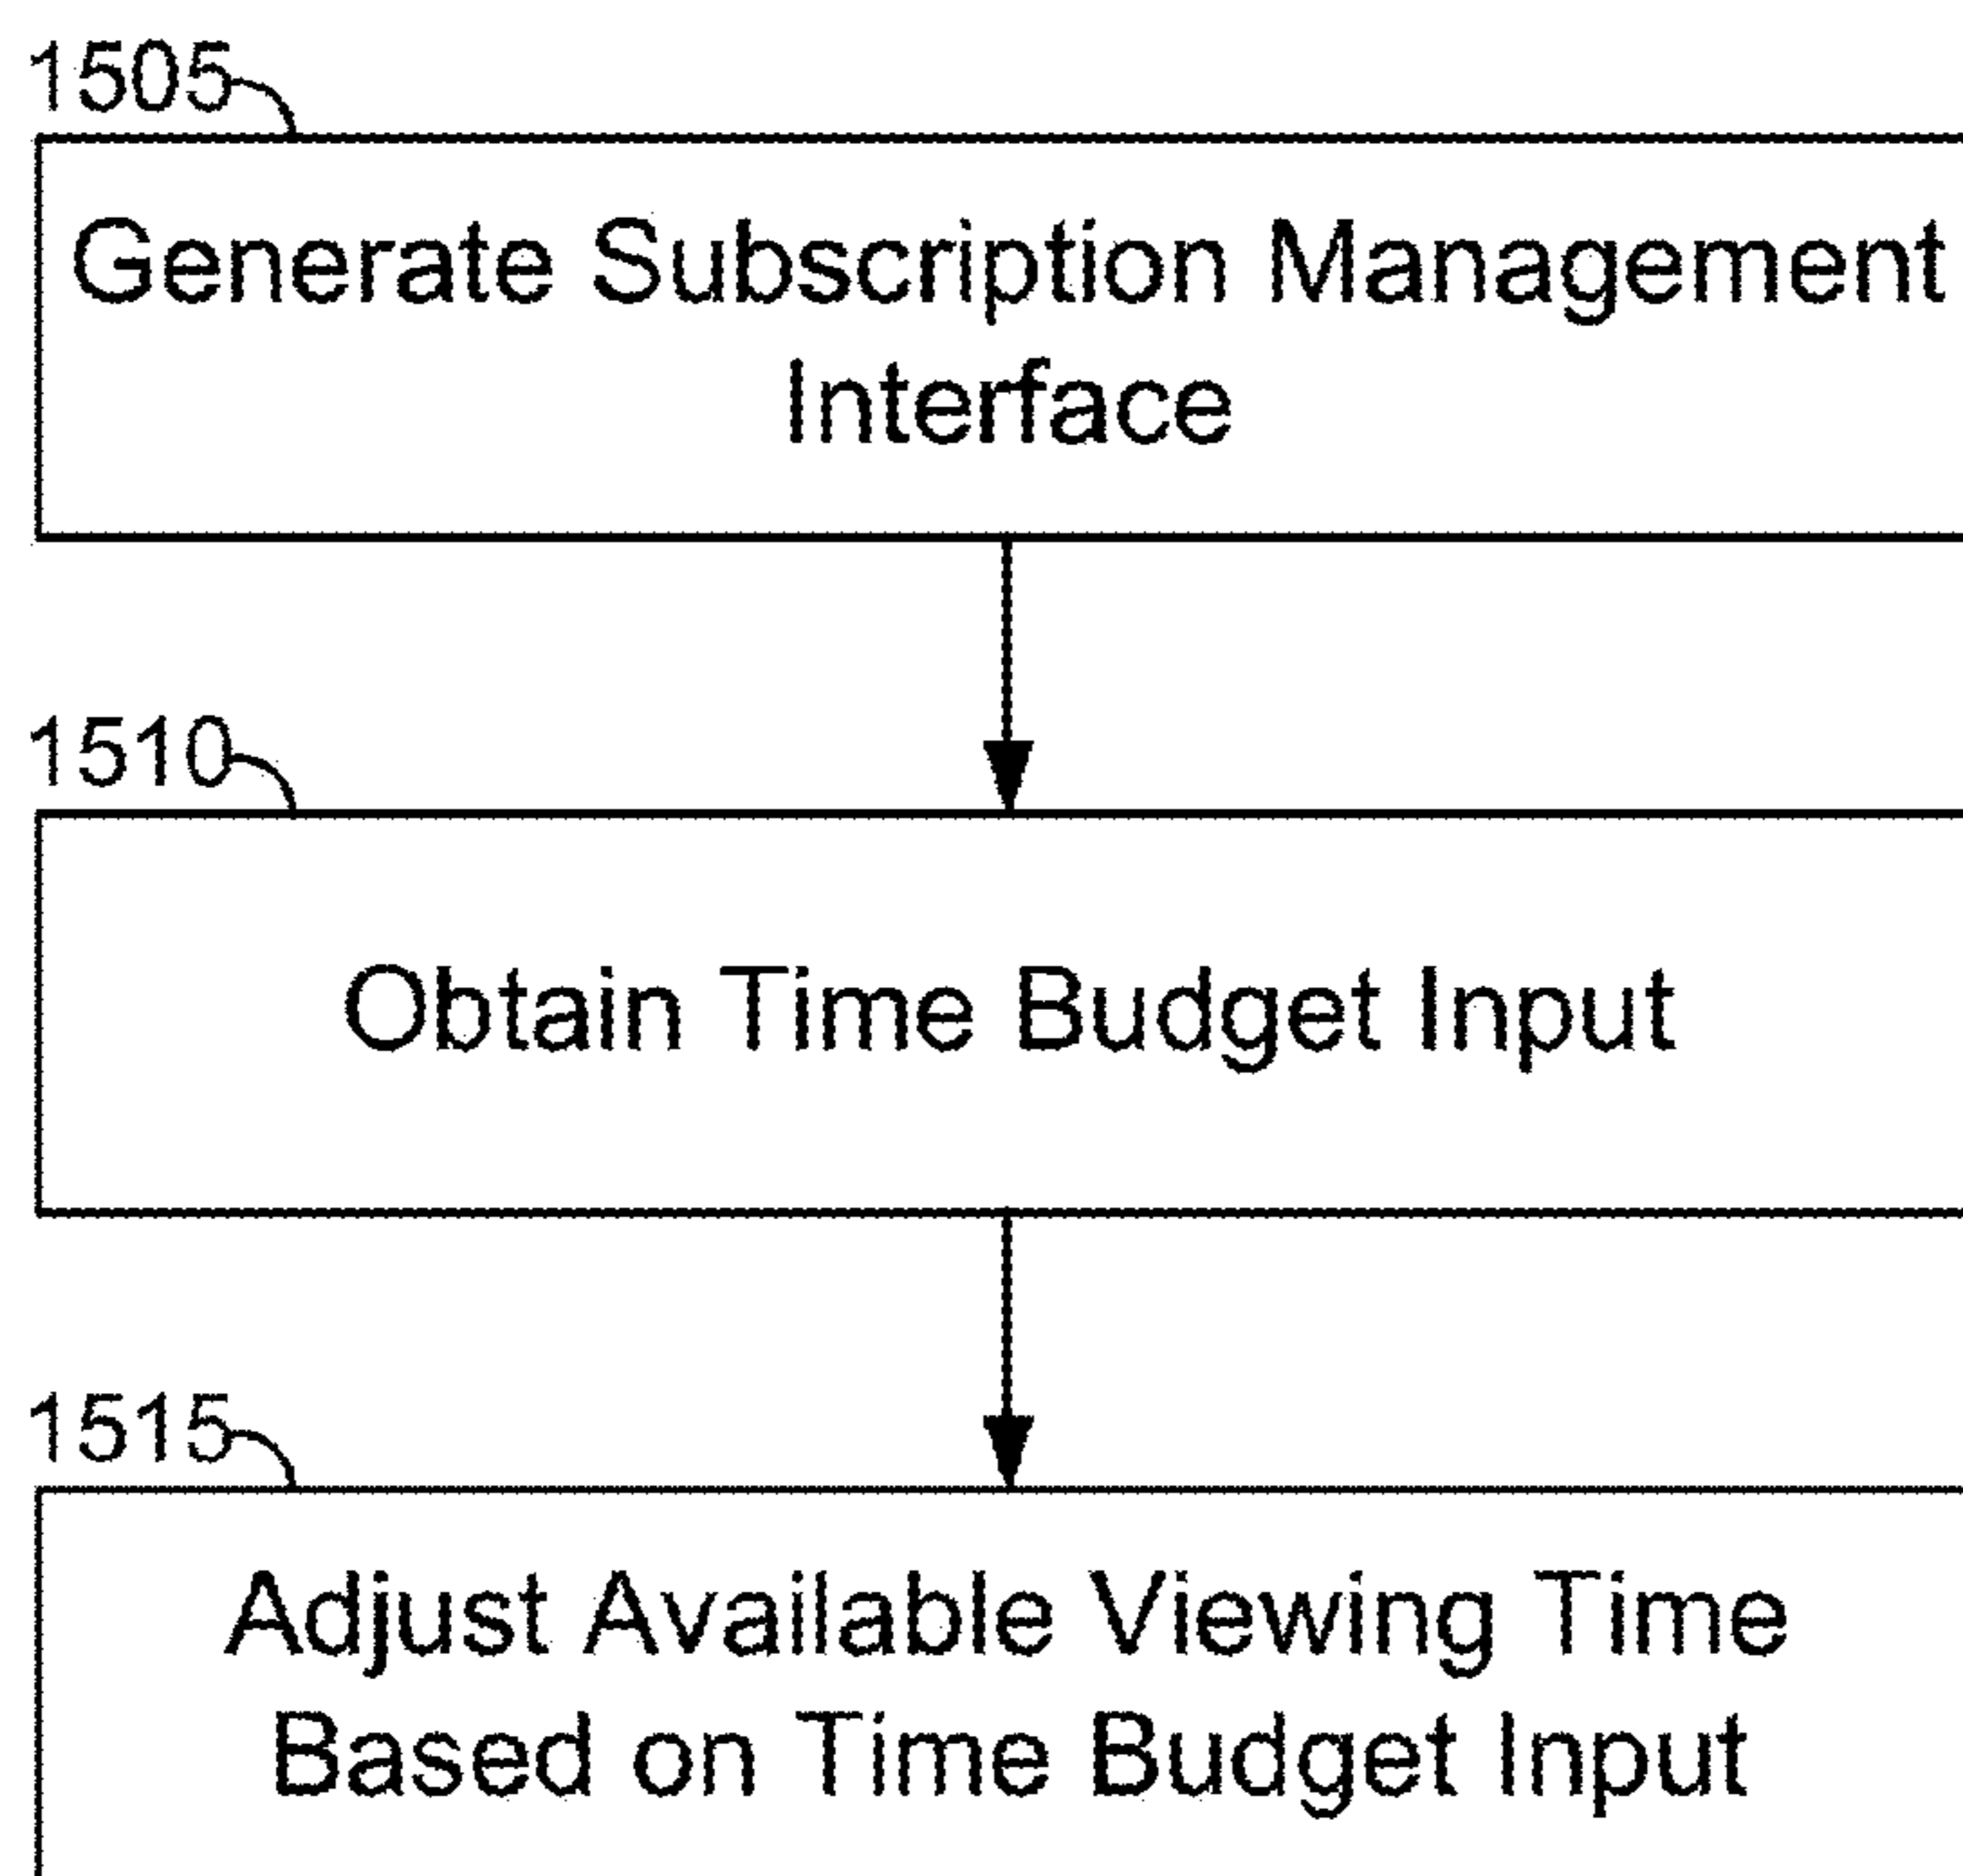 1505
Generate Subscription Management
Interface
1510
Obtain Time Budget Input
1515
Adjust Available Viewing Time
Based on Time Budget Input